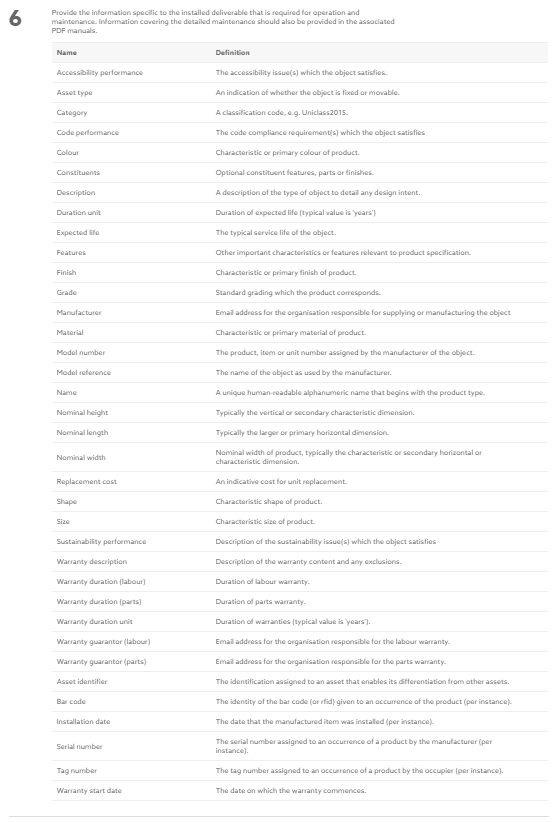 6
Provide the information specific to the installed deliverable that is required for operation and
maintenance. Information covering the detailed maintenance should also be provided in the associated
PDF manuals.
Name Definition
Accessibility performance The accessibility issue(s) which the object satisfies.
Asset type An indication of whether the object is fixed or movable.
Category A classification code, e.g. Uniclass2015.
Code performance The code compliance requirement(s) which the object satisfies
Colour Characteristic or primary colour of product.
Constituents Optional constituent features, parts or finishes.
Description A description of the type of object to detail any design intent.
Duration unit Duration of expected life (typical value is 'years')
Expected life The typical service life of the object.
Features Other important characteristics or features relevant to product specification.
Finish Characteristic or primary finish of product.
Grade Standard grading which the product corresponds.
Manufacturer Email address for the organisation responsible for supplying or manufacturing the object
Material Characteristic or primary material of product.
Model number The product, item or unit number assigned by the manufacturer of the object.
Model reference The name of the object as used by the manufacturer.
Name A unique human-readable alphanumeric name that begins with the product type.
Nominal height Typically the vertical or secondary characteristic dimension.
Nominal length Typically the larger or primary horizontal dimension.
Nominal width Nominal width of product, typically the characteristic or secondary horizontal or
characteristic dimension.
Replacement cost An indicative cost for unit replacement.
Shape Characteristic shape of product.
Size Characteristic size of product.
Sustainability performance Description of the sustainability issue(s) which the object satisfies
Warranty description Description of the warranty content and any exclusions.
Warranty duration (labour) Duration of labour warranty.
Warranty duration (parts) Duration of parts warranty.
Warranty duration unit Duration of warranties (typical value is 'years').
Warranty guarantor (labour) Email address for the organisation responsible for the labour warranty.
Warranty guarantor (parts) Email address for the organisation responsible for the parts warranty.
Asset identifier The identification assigned to an asset that enables its differentiation from other assets.
Bar code The identity of the bar code (or rfid) given to an occurrence of the product (per instance).
Installation date The date that the manufactured item was installed (per instance).
Serial number The serial number assigned to an occurrence of a product by the manufacturer (per
instance).
Tag number The tag number assigned to an occurrence of a product by the occupier (per instance).
Warranty start date The date on which the warranty commences.